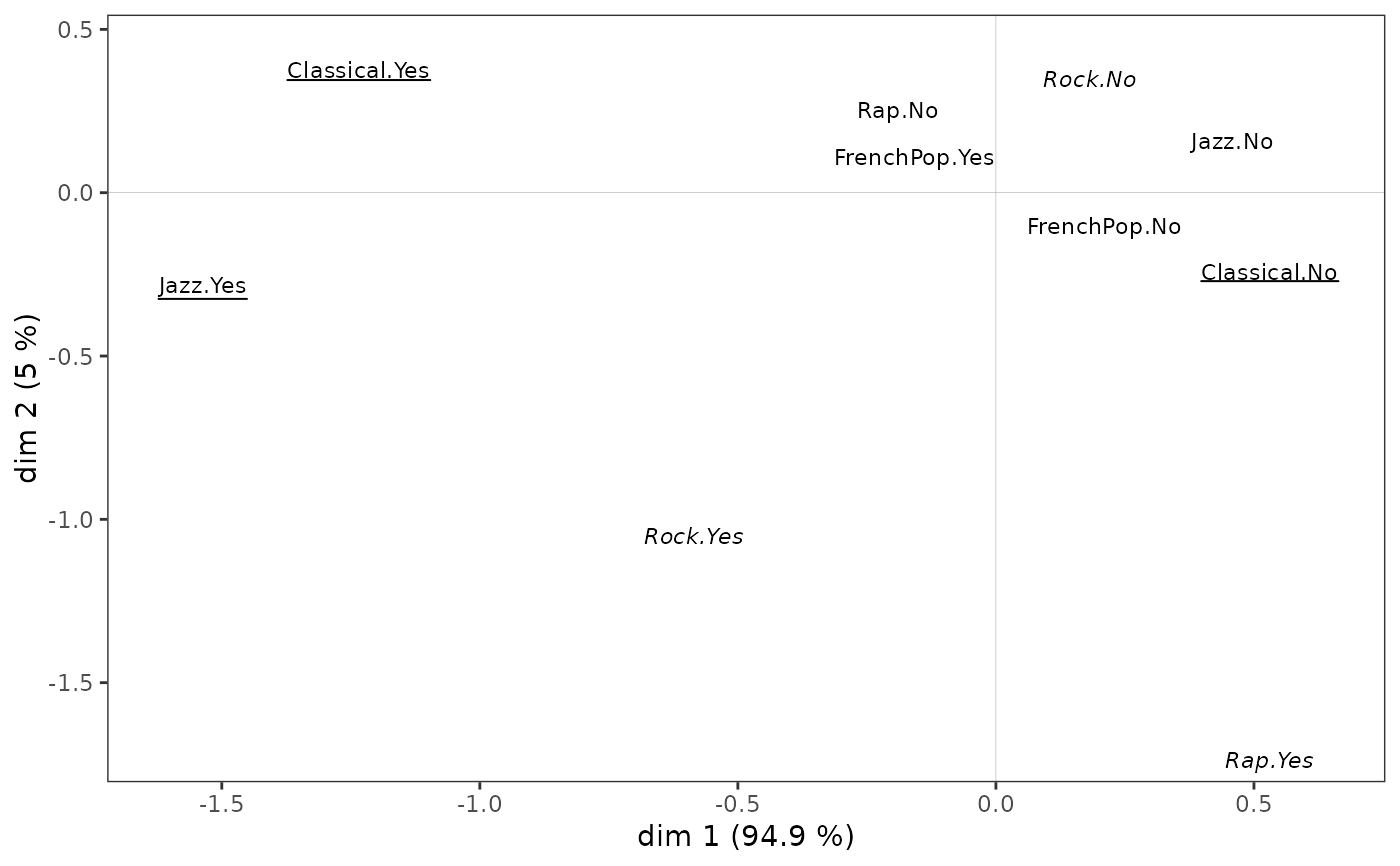 0.5
Classical.Yes
Rock.No
Rap.No
Jazz.No
FrenchPop.Yes
0.0
FrenchPop.No
Classical.No
Jazz.Yes
-0.5
dim 2 (5 %)
-1.0
Rock.Yes
-1.5
Rap.Yes
-1.5 -1.0 -0.5 0.0 0.5
dim 1 (94.9 %)